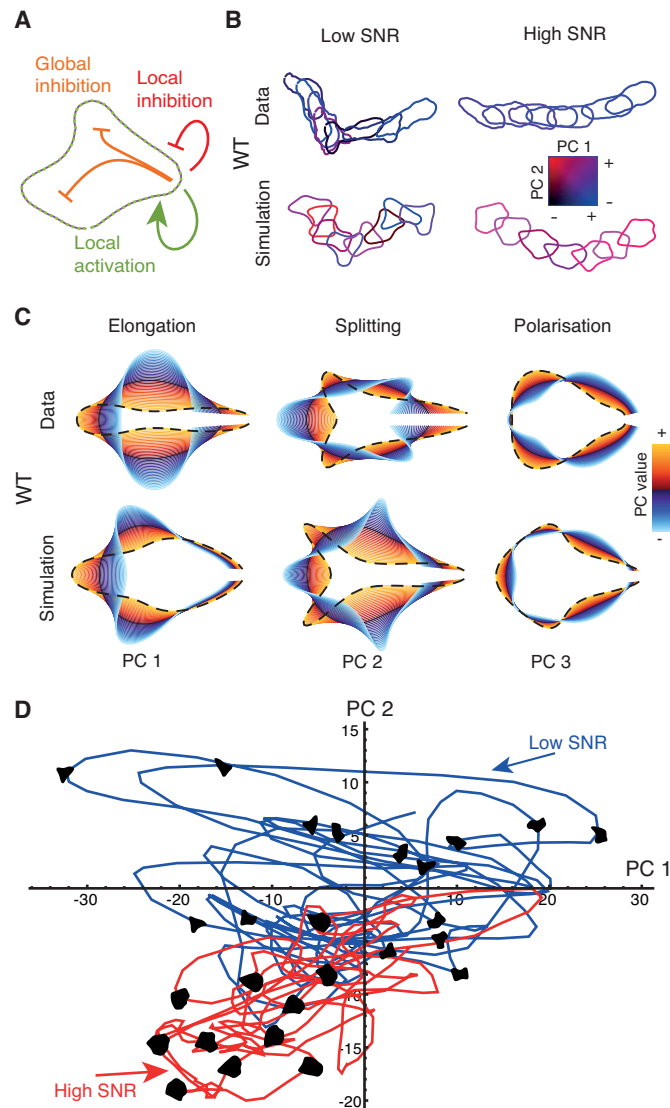 A
Global
inhibition
Local
inhibition
Local
activation
B
Low SNR
High SNR
WT
Data
Simulation
PC 1
PC 2
+
-
-
+
C
Elongation
Splitting
Polarisation
WT
Data
Simulation
+
PC value
-
PC 1
PC 2
PC 3
D
PC 2
15
Low SNR
10
5
PC 1
-30
-20
-10
10
20
30
-10
-15
High SNR
-20